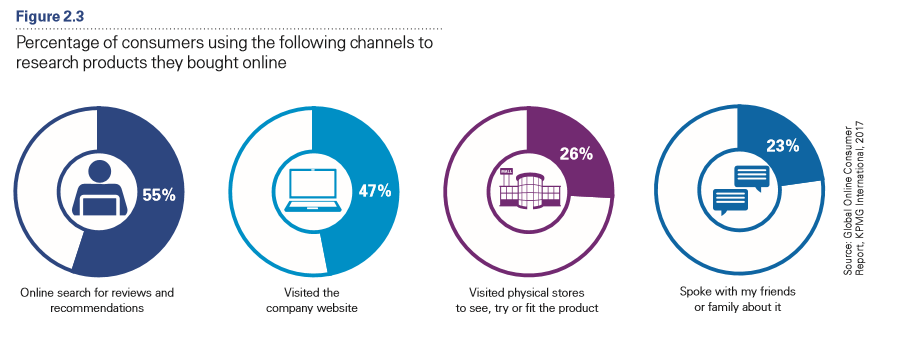 Figure 2.3
Percentage of consumers using the following channels to
research products they bought online
55%
47%
MALL
26%
23%
Online search for reviews and
recommendations
Visited the
company website
Visited physical stores
to see, try or fit the product
Spoke with my friends
or family about it
Source: Global Online Consumer
Report, KPMG International, 2017